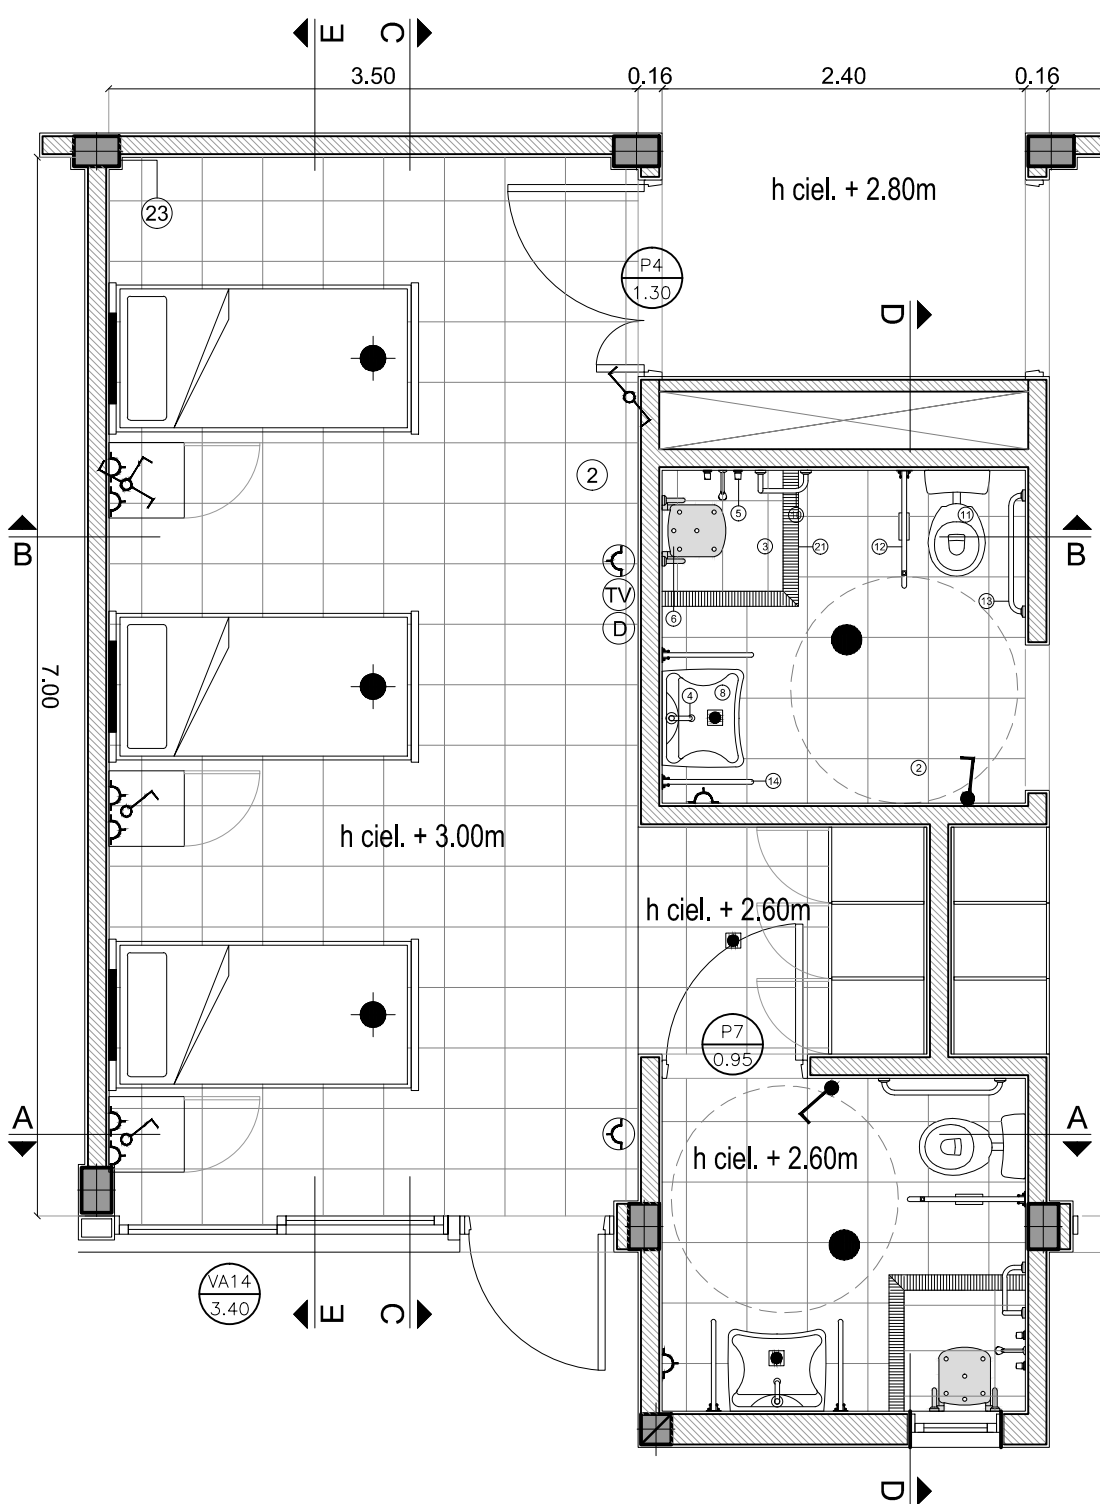 E C
3.50 0.16 2.40 0.16
h ciel. + 2.80m
23
P4
1.30
D
2
5
11
3
10
21
12
B
B
TV
13
6
D
7.00
4
8
2
14
h ciel. + 3.00m
h ciel. + 2.60m
P7
0.95
A
A
h ciel. + 2.60m
VA14
3.40
E C
D